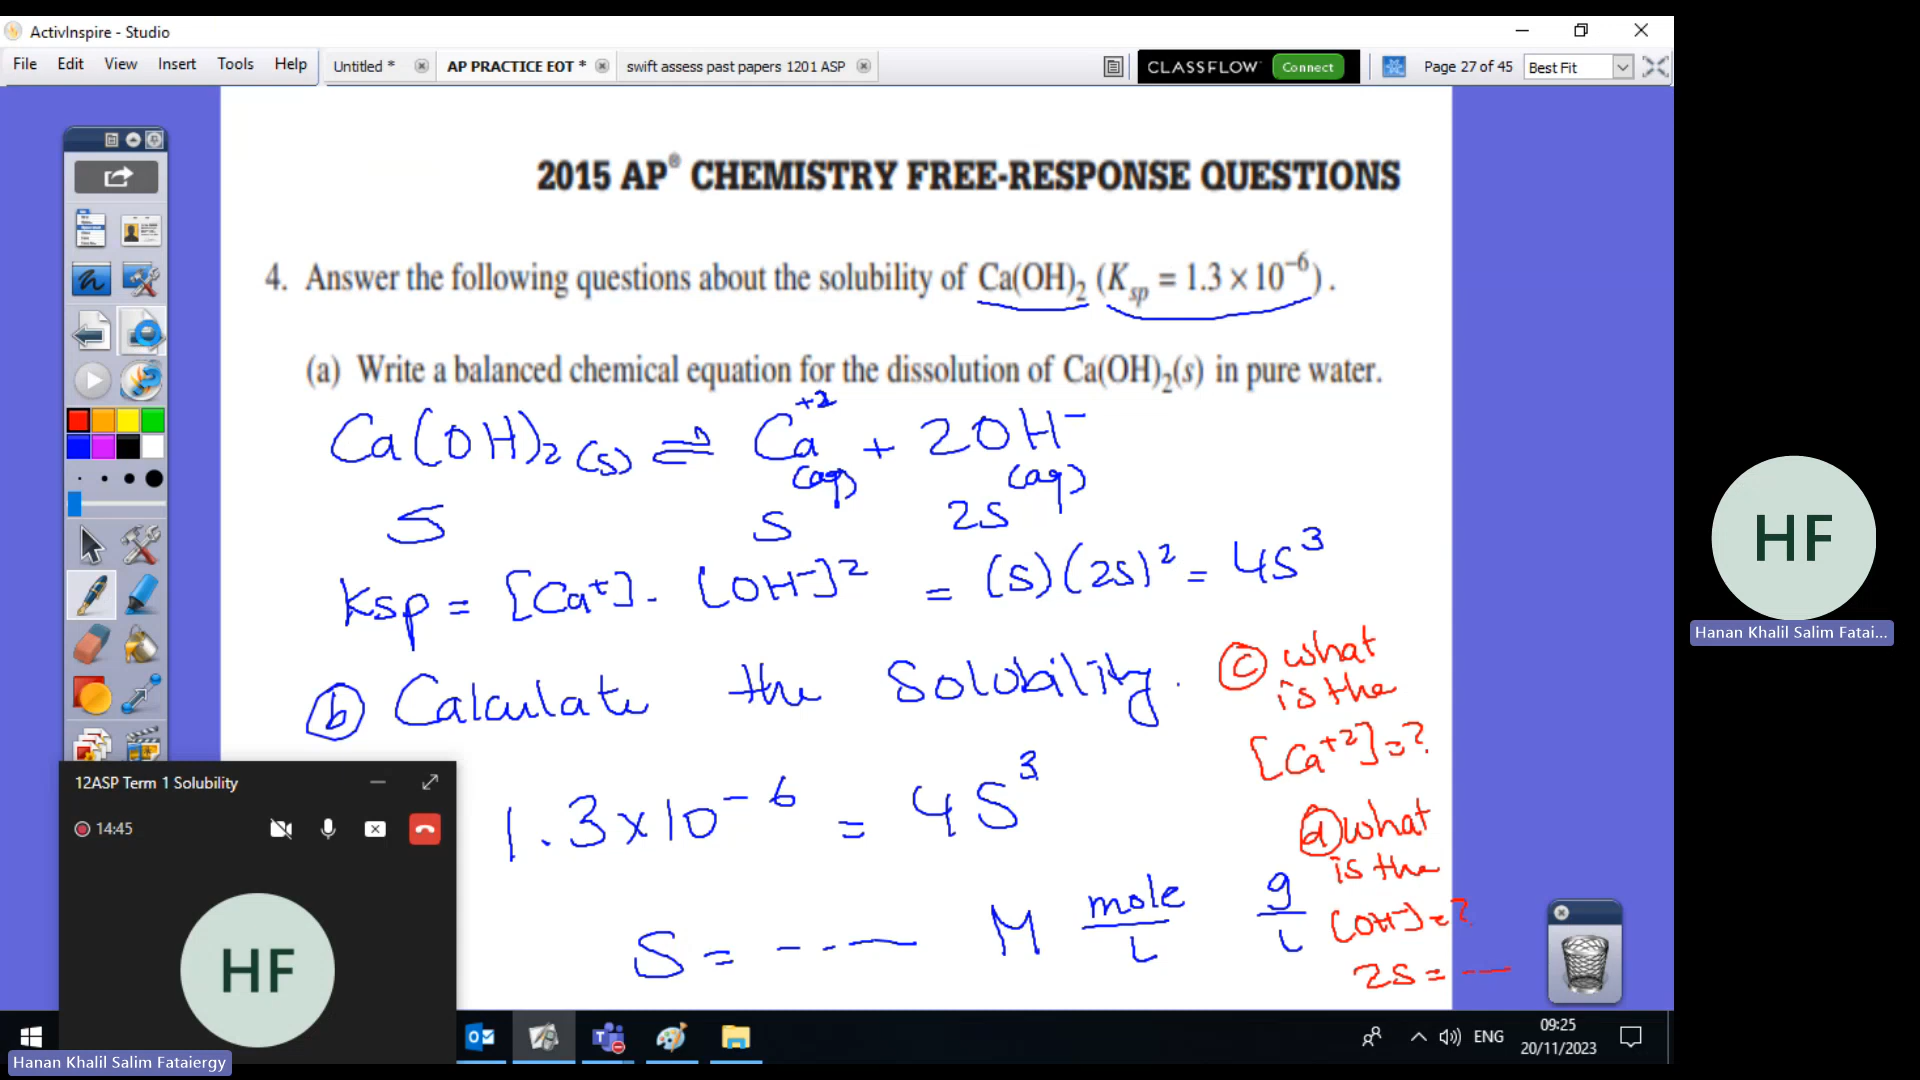 ActivInspire - Studio
File Edit View Insert Tools Help
Untitled * AP PRACTICE EOT * swift assess past papers 1201 ASP
CLASSFLOW Connect Page 27 of 45 Best Fit
2015 AP® CHEMISTRY FREE-RESPONSE QUESTIONS
4. Answer the following questions about the solubility of Ca(OH)₂ (Ksp = 1.3 × 10⁻⁶).
(a) Write a balanced chemical equation for the dissolution of Ca(OH)₂(s) in pure water.
Ca(OH)₂ (s) ⇌ Ca⁺² (aq) + 2OH⁻ (aq)
S S 2S
Ksp = [Ca⁺]. [OH⁻]² = (S)(2S)² = 4S³
(b) Calculate the Solubility.
1.3×10⁻⁶ = 4S³
S = ------ M mole/L g/L
(c) what
is the
[Ca⁺²]=?
(d) what
is the
[OH⁻]=?
2S = ---
12ASP Term 1 Solubility
14:45
HF
Hanan Khalil Salim Fataiergy
HF
Hanan Khalil Salim Fatai...
ENG
09:25
20/11/2023